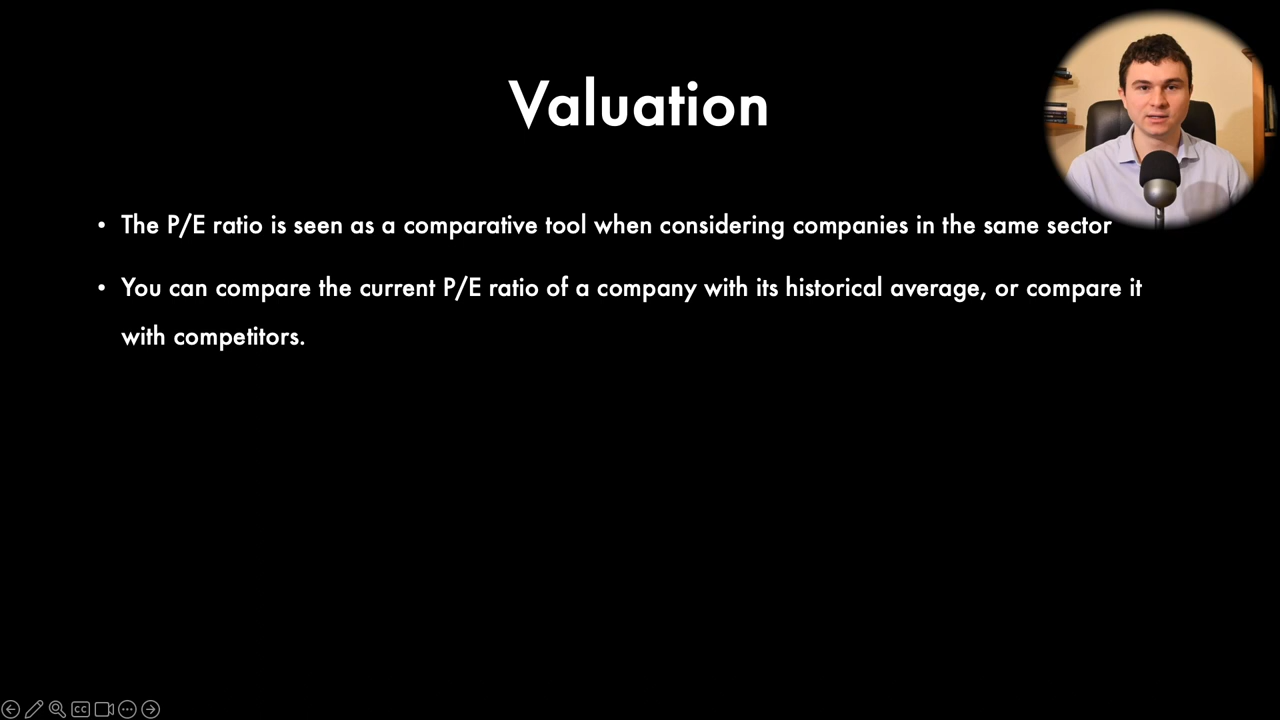 Valuation
• The P/E ratio is seen as a comparative tool when considering companies in the same sector
• You can compare the current P/E ratio of a company with its historical average, or compare it
with competitors.
CC